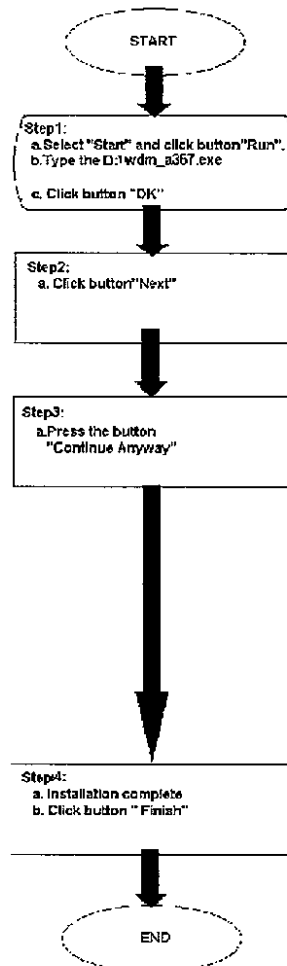 START
Step1:
a.Select "Start" and click button"Run".
b.Type the D:\wdm_a367.exe
c. Click button "OK"
Step2:
a. Click button"Next"
Step3:
a.Press the button
"Continue Anyway"
Step4:
a. Installation complete
b. Click button " Finish"
END